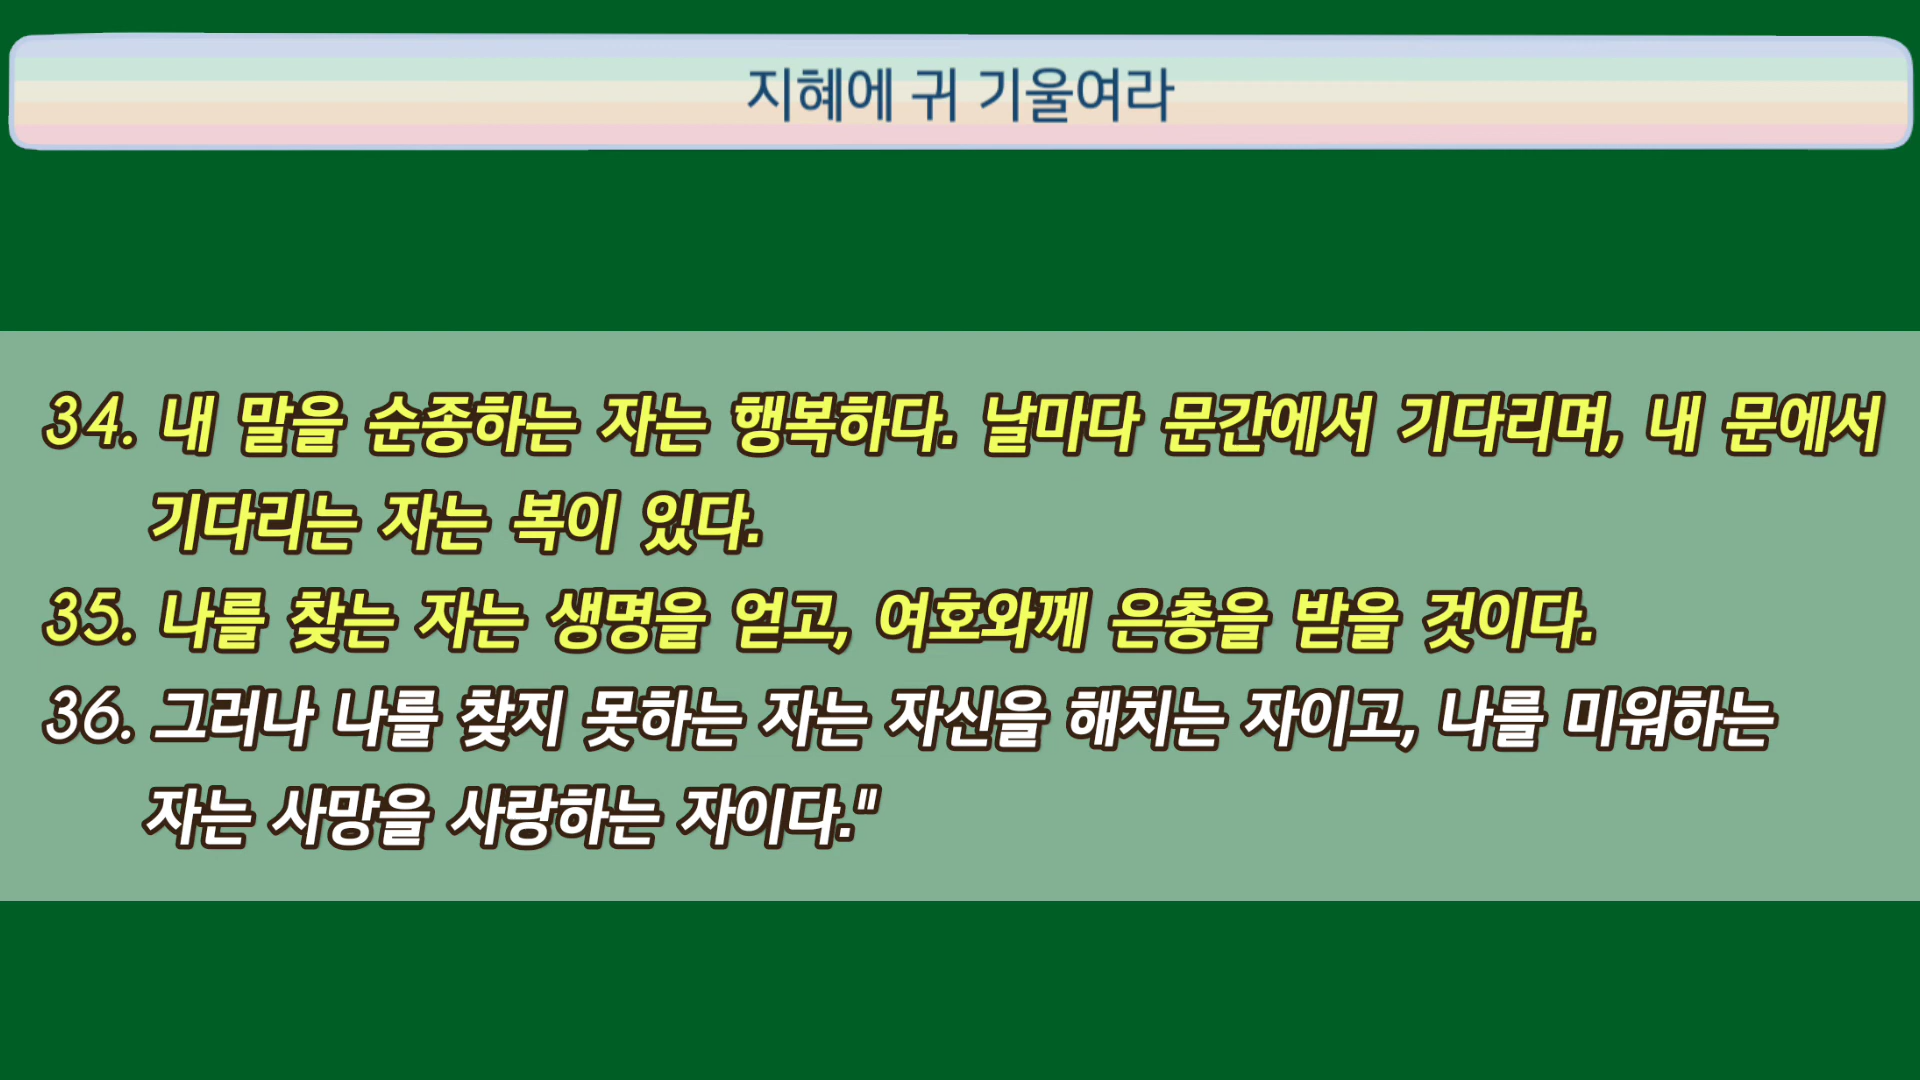 지혜에 귀 기울여라
34. 내 말을 순종하는 자는 행복하다. 날마다 문간에서 기다리며, 내 문에서
기다리는 자는 복이 있다.
35. 나를 찾는 자는 생명을 얻고, 여호와께 은총을 받을 것이다.
36. 그러나 나를 찾지 못하는 자는 자신을 해치는 자이고, 나를 미워하는
자는 사망을 사랑하는 자이다."